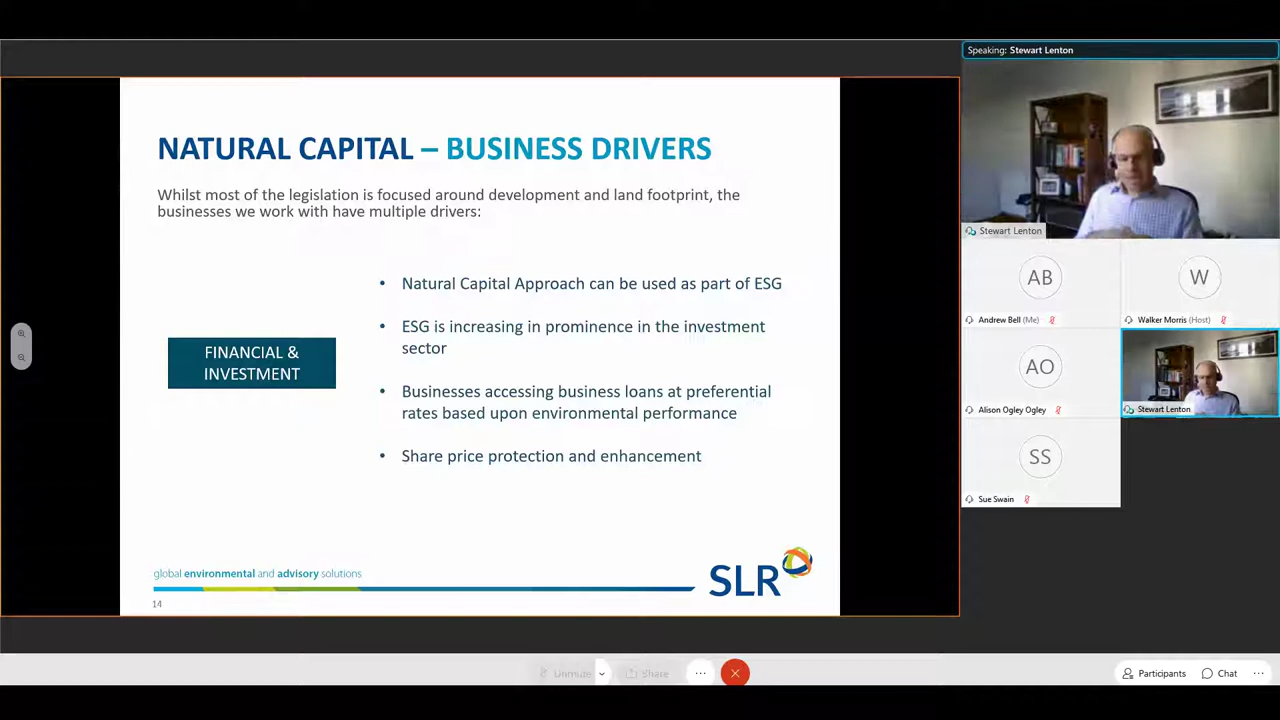 Speaking: Stewart Lenton
NATURAL CAPITAL – BUSINESS DRIVERS
Whilst most of the legislation is focused around development and land footprint, the
businesses we work with have multiple drivers:
FINANCIAL &
INVESTMENT
• Natural Capital Approach can be used as part of ESG
• ESG is increasing in prominence in the investment
sector
• Businesses accessing business loans at preferential
rates based upon environmental performance
• Share price protection and enhancement
global environmental and advisory solutions
SLR
14
Stewart Lenton
AB
Andrew Bell (Me)
W
Walker Morris (Host)
AO
Alison Ogley Ogley
Stewart Lenton
SS
Sue Swain
Unmute
Share
Participants
Chat